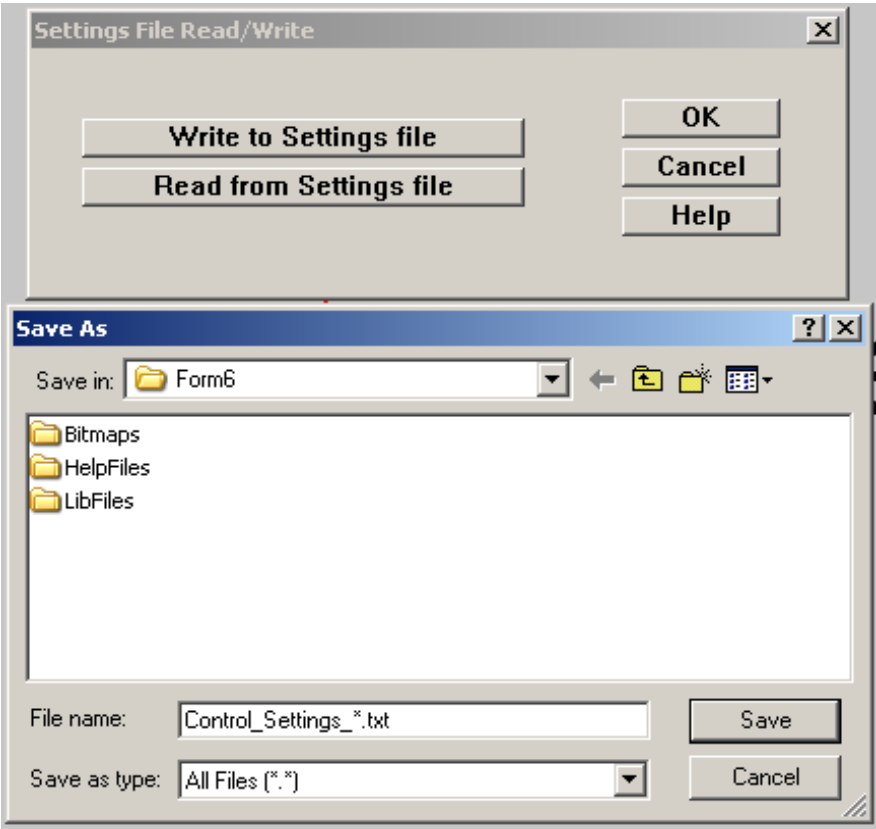 Settings File Read/Write
Write to Settings file
Read from Settings file
OK
Cancel
Help
Save As
Save in: Form6
Bitmaps
HelpFiles
LibFiles
File name: Control_Settings_*.txt
Save
Save as type: All Files (*.*)
Cancel